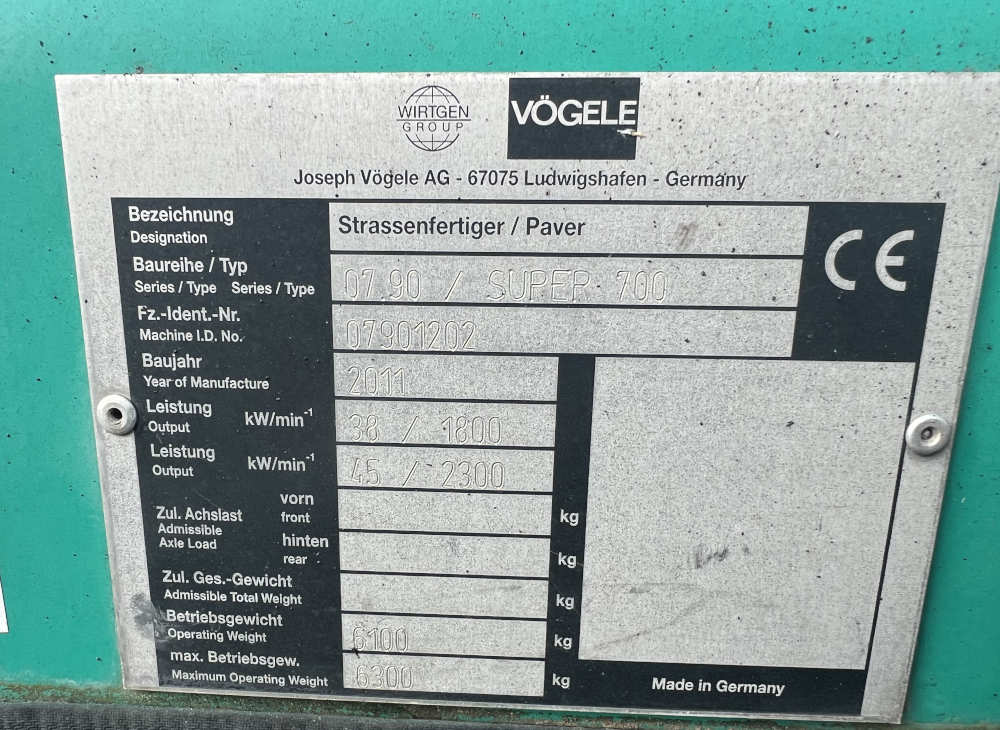 WIRTGEN
GROUP
VÖGELE
Joseph Vögele AG - 67075 Ludwigshafen - Germany
Bezeichnung
Designation
Strassenfertiger / Paver
CE
Baureihe / Typ
Series / Type Series / Type
07.90 / SUPER 700
Fz.-Ident.-Nr.
Machine I.D. No.
07901202
Baujahr
Year of Manufacture
2011
Leistung
Output
kW/min-1
38 / 1800
Leistung
Output
kW/min-1
45 / 2300
Zul. Achslast
Admissible
Axle Load
vorn
front
kg
hinten
rear
kg
Zul. Ges.-Gewicht
Admissible Total Weight
kg
Betriebsgewicht
Operating Weight
6100
kg
max. Betriebsgew.
Maximum Operating Weight
6300
kg
Made in Germany